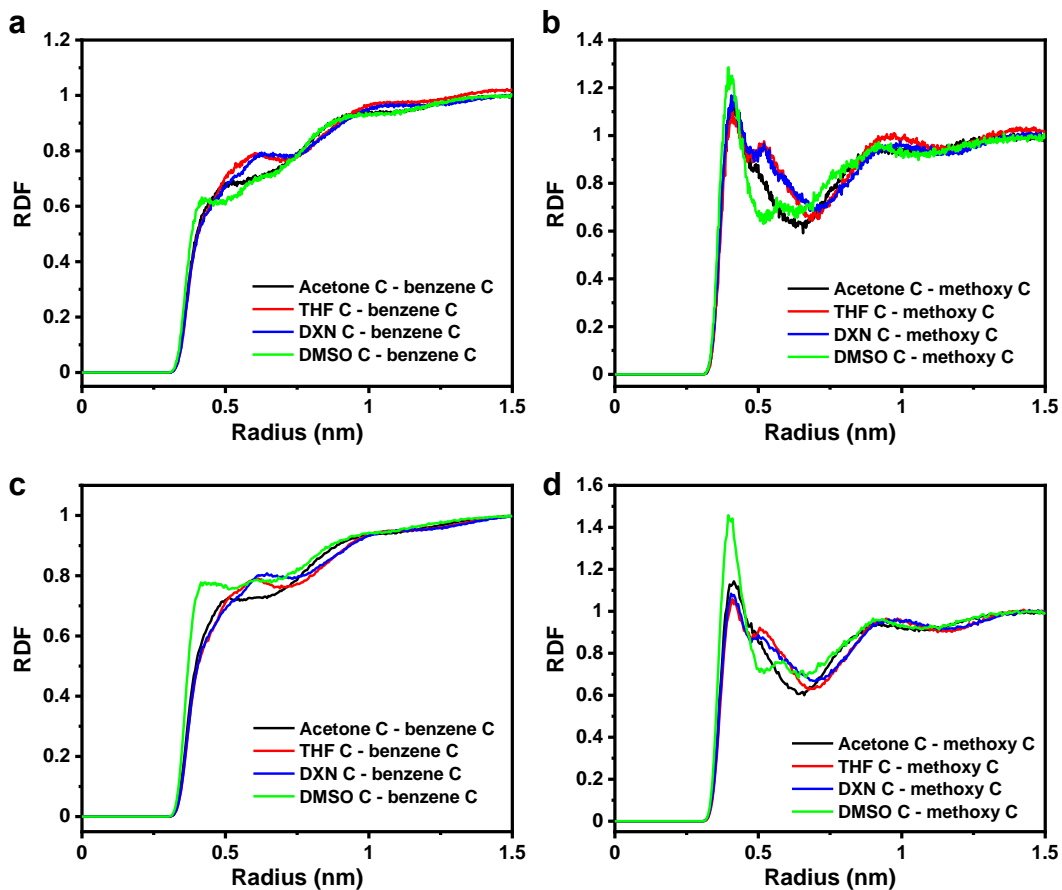 a
1.2
1
0.8
0.6
0.4
0.2
0
RDF
Acetone C - benzene C
THF C - benzene C
DXN C - benzene C
DMSO C - benzene C
0
0.5
1
1.5
Radius (nm)
b
1.4
1.2
1
0.8
0.6
0.4
0.2
0
RDF
Acetone C - methoxy C
THF C - methoxy C
DXN C - methoxy C
DMSO C - methoxy C
0
0.5
1
1.5
Radius (nm)
c
1
0.8
0.6
0.4
0.2
0
RDF
Acetone C - benzene C
THF C - benzene C
DXN C - benzene C
DMSO C - benzene C
0
0.5
1
1.5
Radius (nm)
d
1.6
1.4
1.2
1
0.8
0.6
0.4
0.2
0
RDF
Acetone C - methoxy C
THF C - methoxy C
DXN C - methoxy C
DMSO C - methoxy C
0
0.5
1
1.5
Radius (nm)